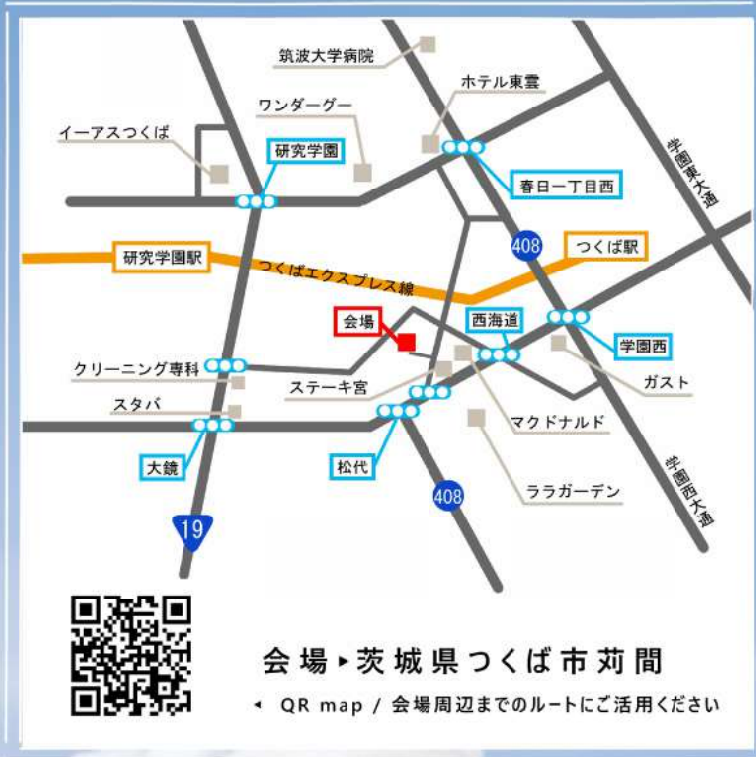 筑波大学病院
ホテル東雲
ワンダーグー
イーアスつくば
研究学園
春日一丁目西
学園東大通
408
研究学園駅
つくばエクスプレス線
つくば駅
会場
西海道
学園西
クリーニング専科
ステーキ宮
ガスト
スタバ
マクドナルド
大鏡
松代
408
ララガーデン
学園西大通
19
会場▶茨城県つくば市苅間
◀ QR map / 会場周辺までのルートにご活用ください